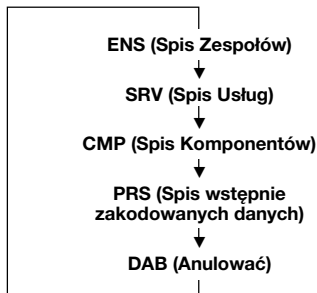 ENS (Spis Zespołów)
SRV (Spis Usług)
CMP (Spis Komponentów)
PRS (Spis wstępnie
zakodowanych danych)
DAB (Anulować)